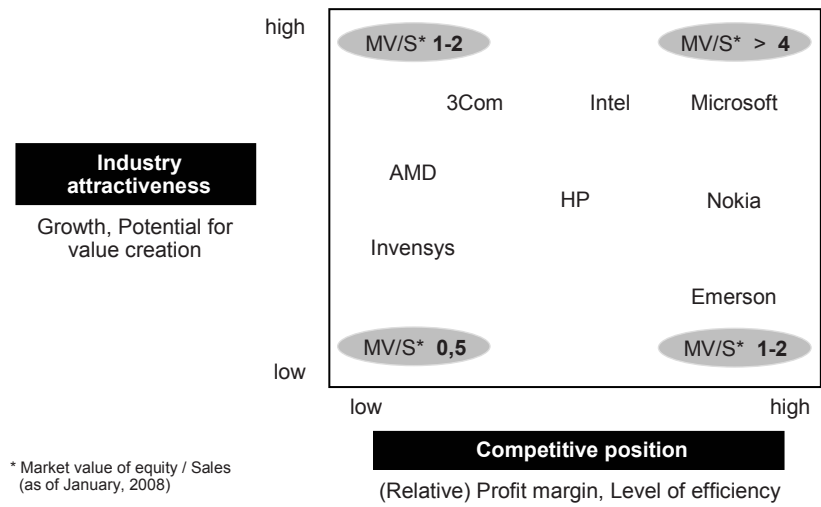 high
MV/S* 1-2
MV/S* > 4
3Com
Intel
Microsoft
Industry
attractiveness
AMD
HP
Nokia
Growth, Potential for
value creation
Invensys
Emerson
MV/S* 0,5
MV/S* 1-2
low
low
high
Competitive position
* Market value of equity / Sales
(as of January, 2008)
(Relative) Profit margin, Level of efficiency